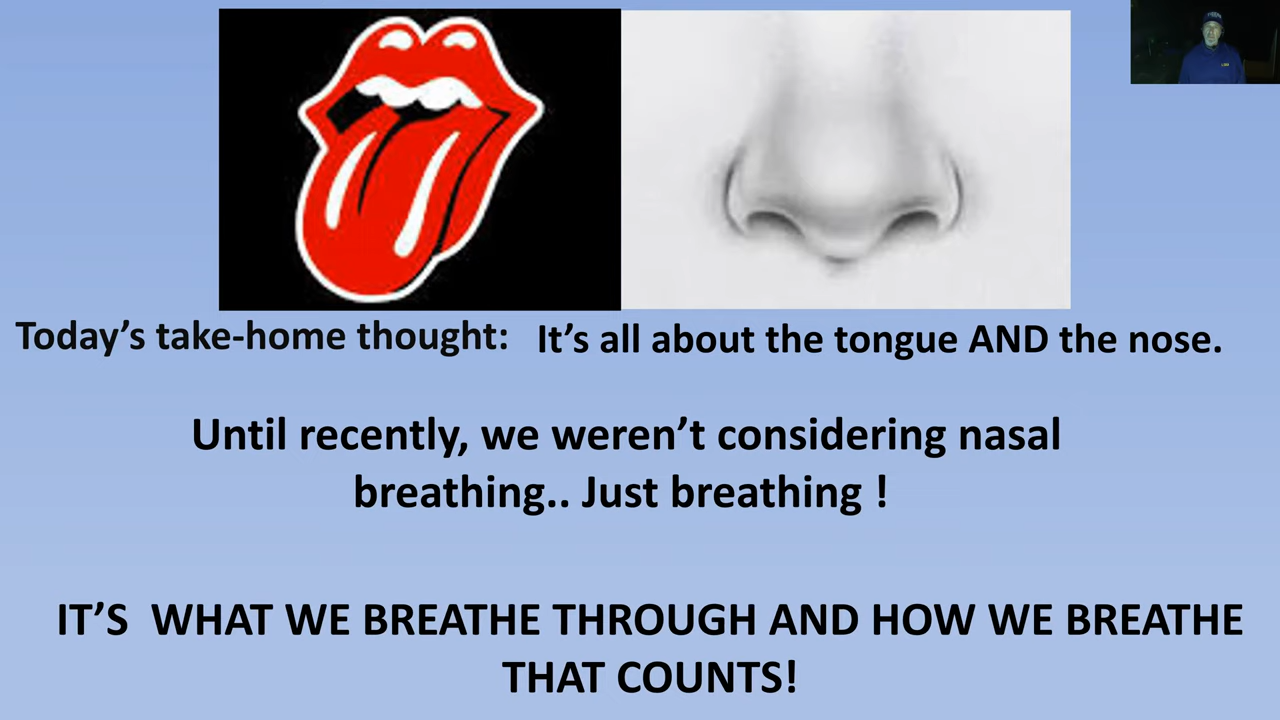 Today’s take-home thought: It’s all about the tongue AND the nose.
Until recently, we weren’t considering nasal
breathing.. Just breathing !
IT’S WHAT WE BREATHE THROUGH AND HOW WE BREATHE
THAT COUNTS!